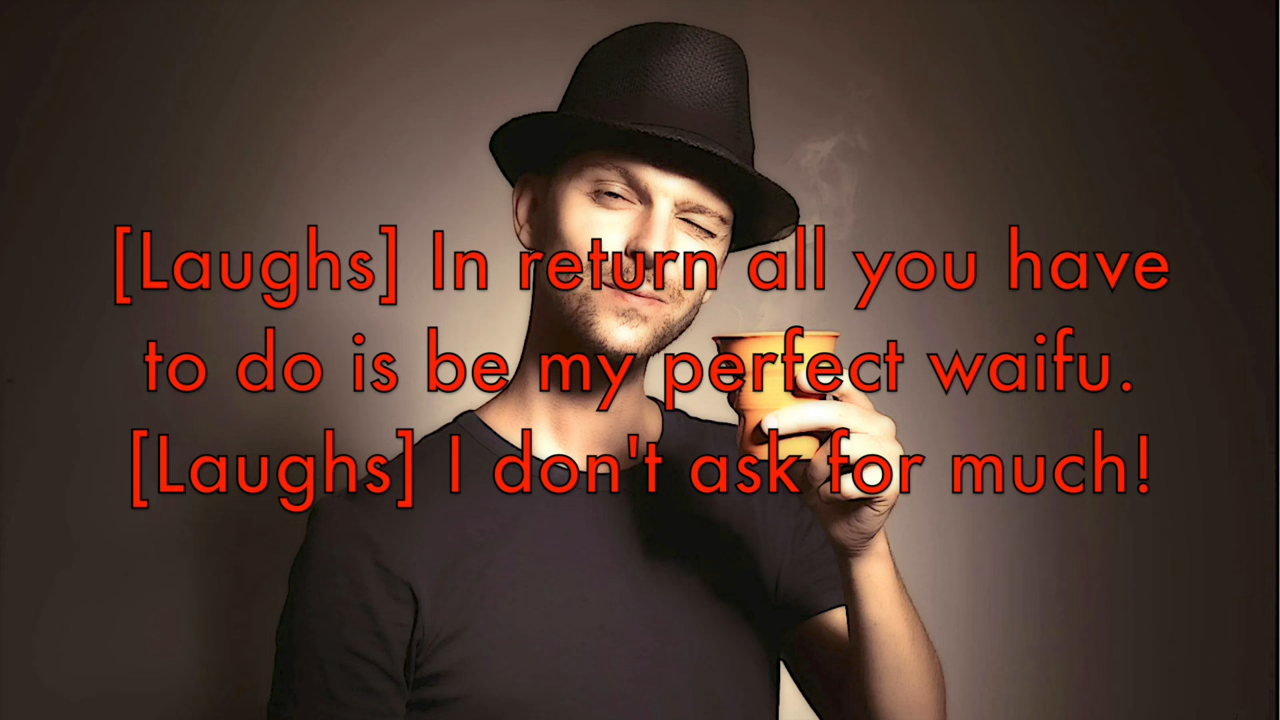 [Laughs] In return all you have
to do is be my perfect waifu.
[Laughs] I don't ask for much!